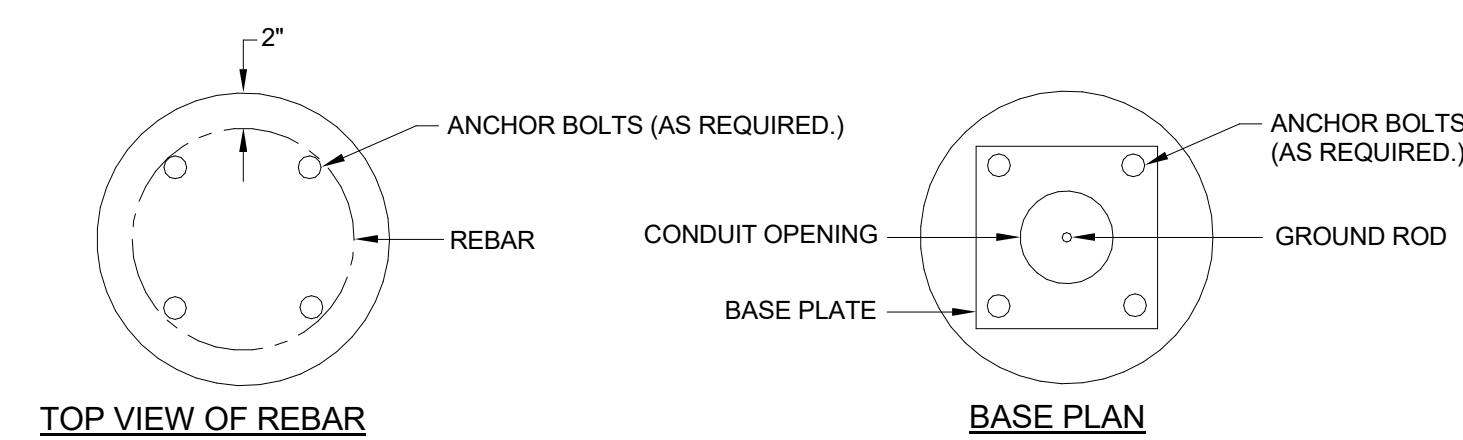 2"
ANCHOR BOLTS (AS REQUIRED.)
REBAR
TOP VIEW OF REBAR
ANCHOR BOLTS
(AS REQUIRED.)
CONDUIT OPENING
GROUND ROD
BASE PLATE
BASE PLAN